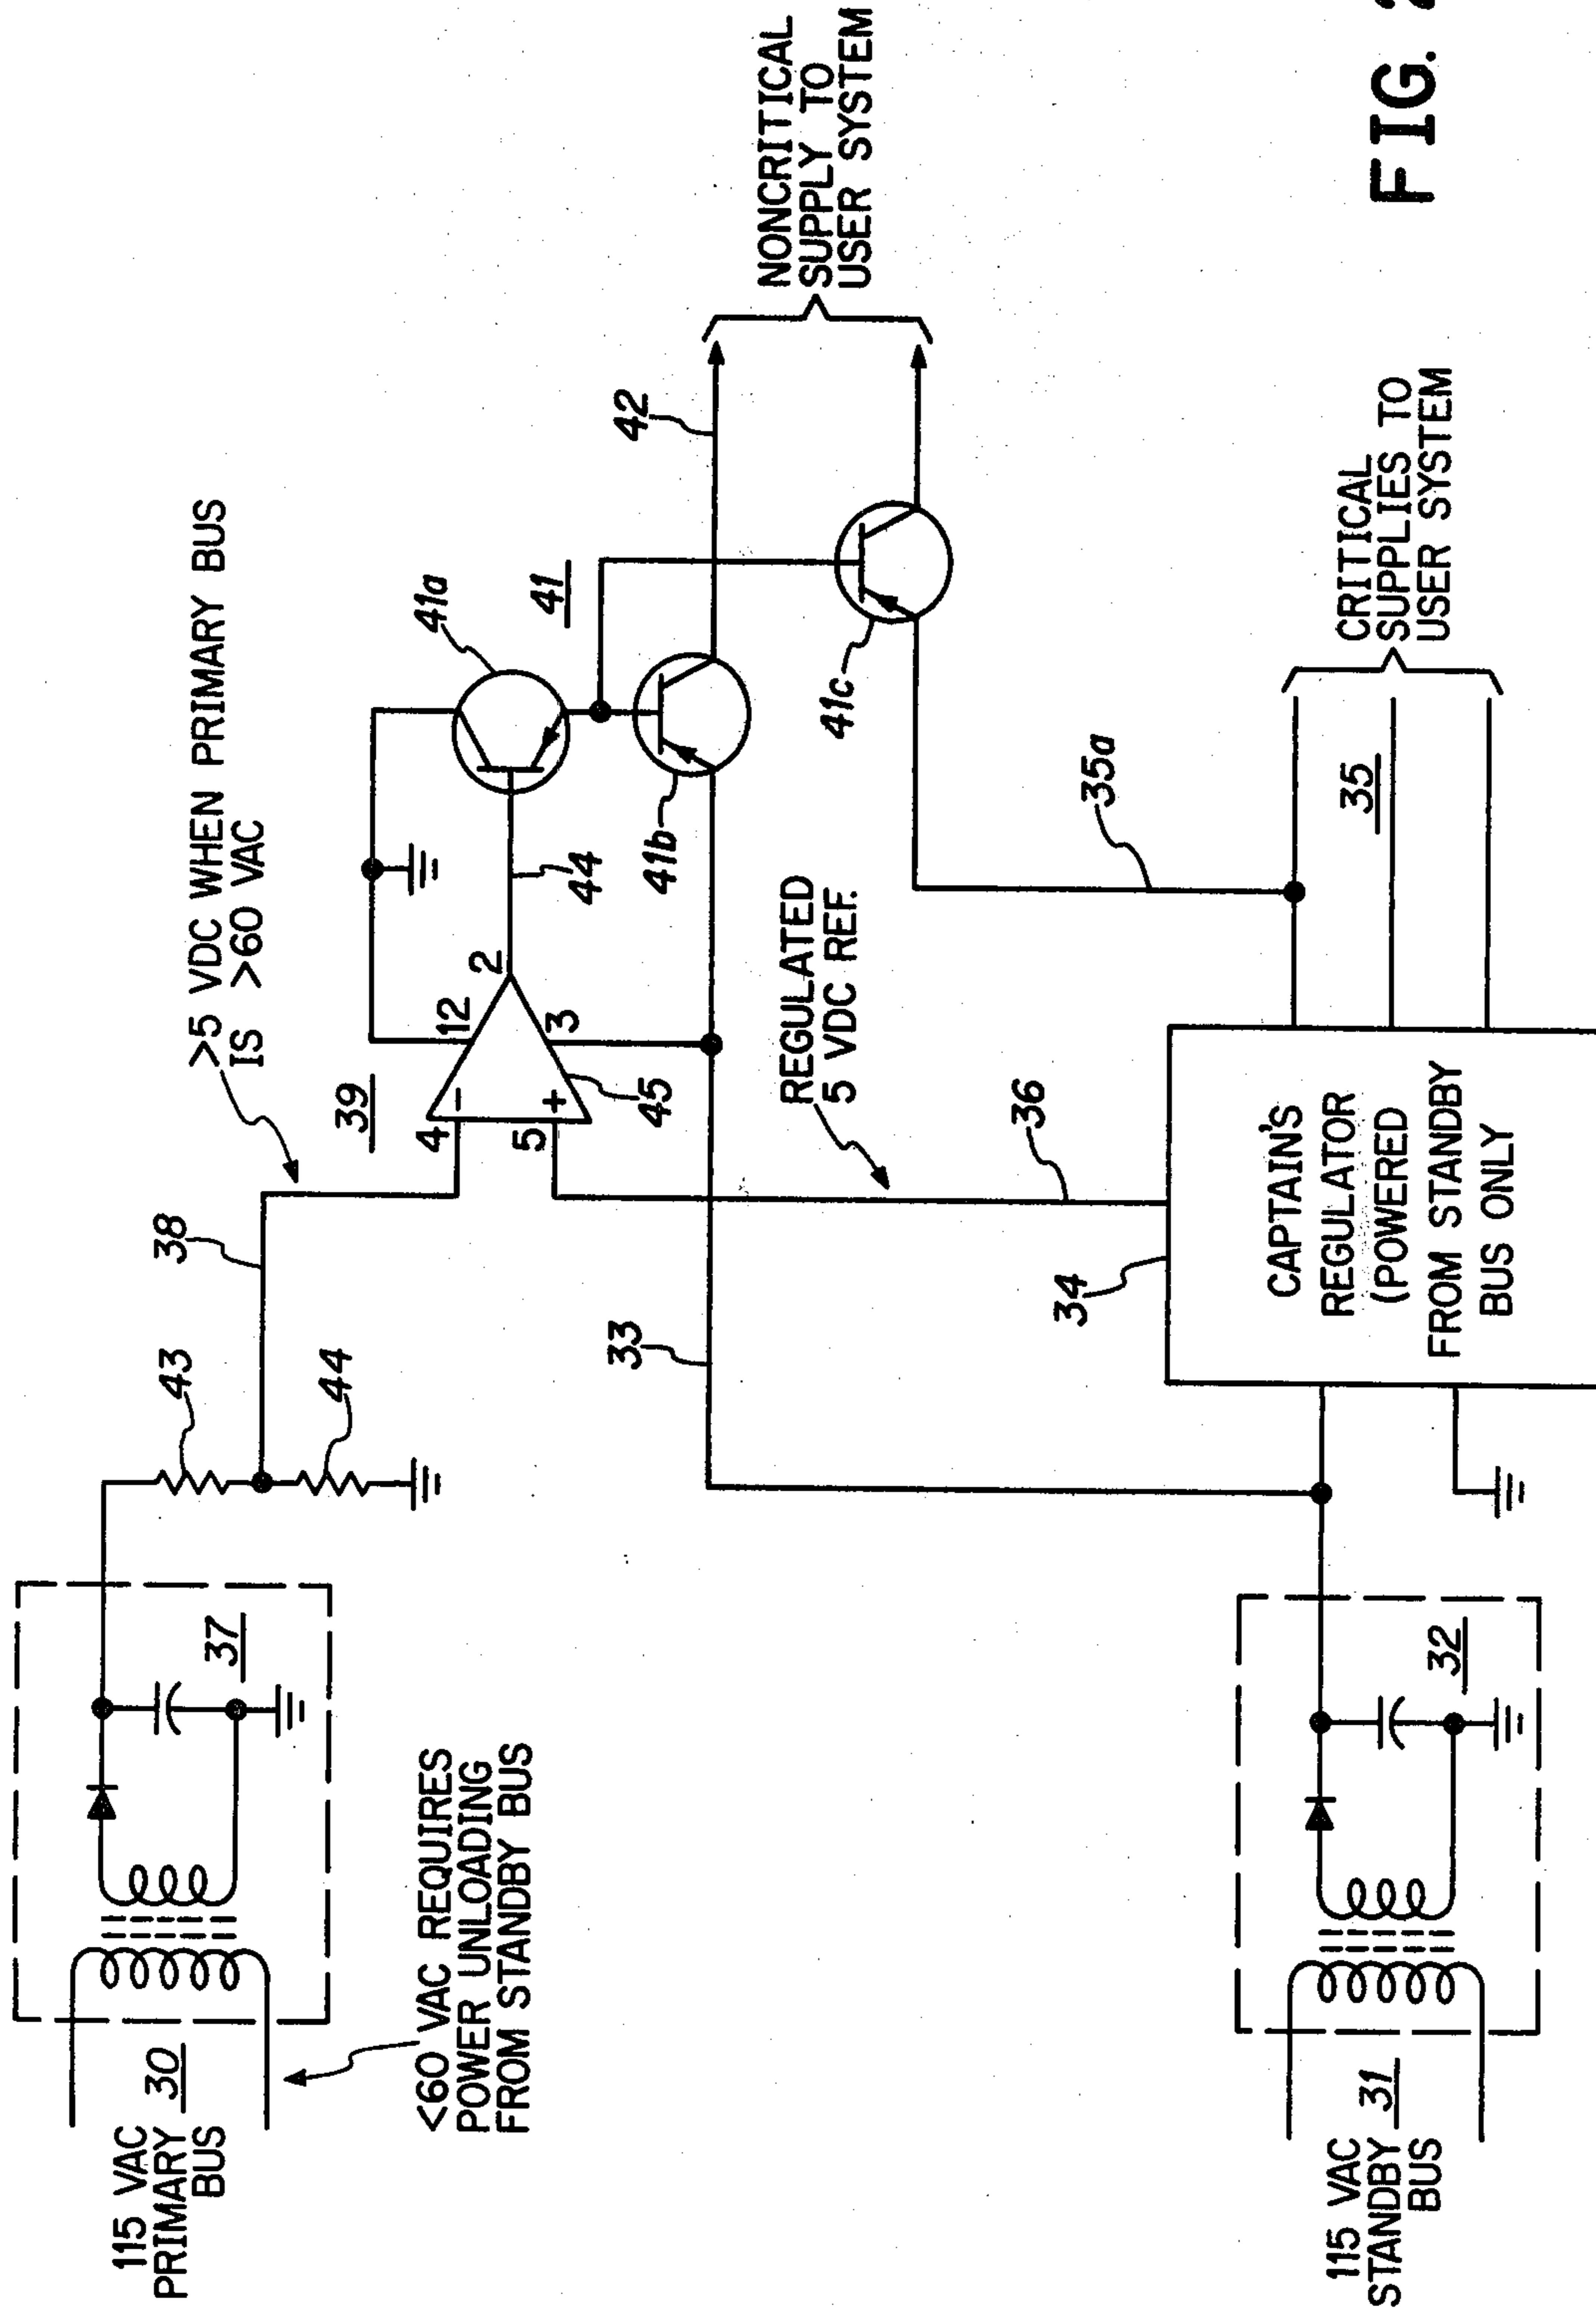 115 VAC
PRIMARY 30
BUS
37
<60 VAC REQUIRES
POWER UNLOADING
FROM STANDBY BUS
43
44
38
>5 VDC WHEN PRIMARY BUS
IS >60 VAC
39
4
5
-
+
12
2
3
45
44
41a
41
41b
41c
42
NONCRITICAL
SUPPLY TO
USER SYSTEM
33
REGULATED
5 VDC REF.
36
34
35a
115 VAC
STANDBY 31
BUS
32
CAPTAIN'S
REGULATOR
(POWERED
FROM STANDBY
BUS ONLY
35
CRITICAL
SUPPLIES TO
USER SYSTEM
FIG.